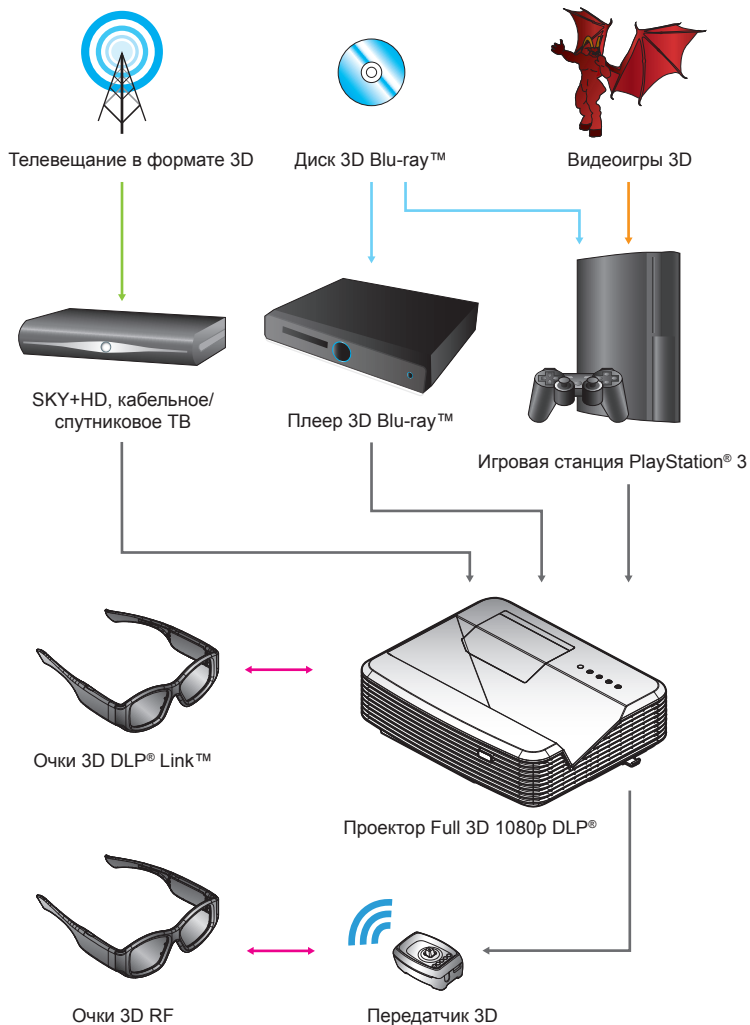 Телевещание в формате 3D
Диск 3D Blu-ray™
Видеоигры 3D
SKY+HD, кабельное/
спутниковое ТВ
Плеер 3D Blu-ray™
Игровая станция PlayStation® 3
Очки 3D DLP® Link™
Проектор Full 3D 1080p DLP®
Очки 3D RF
Передатчик 3D